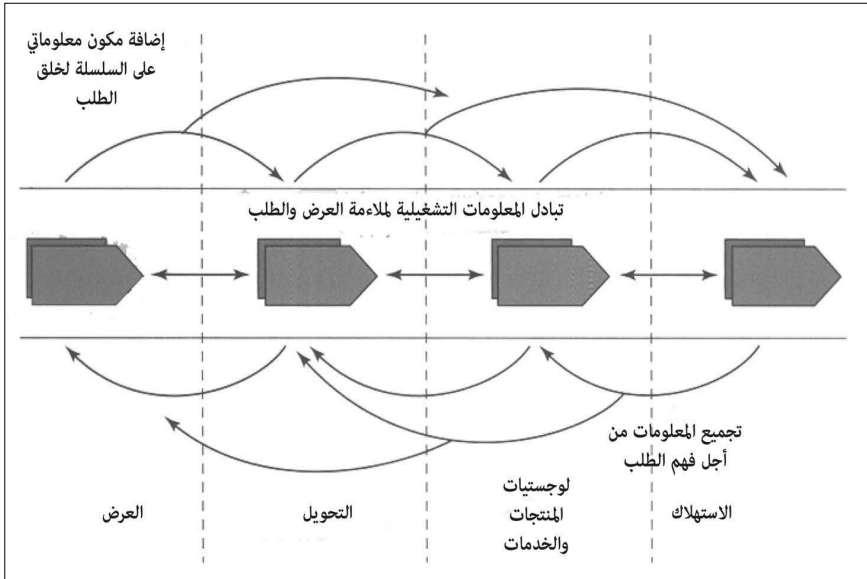 إضافة مكون معلوماتي
على السلسلة لخلق
الطلب
تبادل المعلومات التشغيلية لملاءمة العرض والطلب
تجميع المعلومات من
أجل فهم الطلب
الاستهلاك
لوجستيات
المنتجات
والخدمات
التحويل
العرض